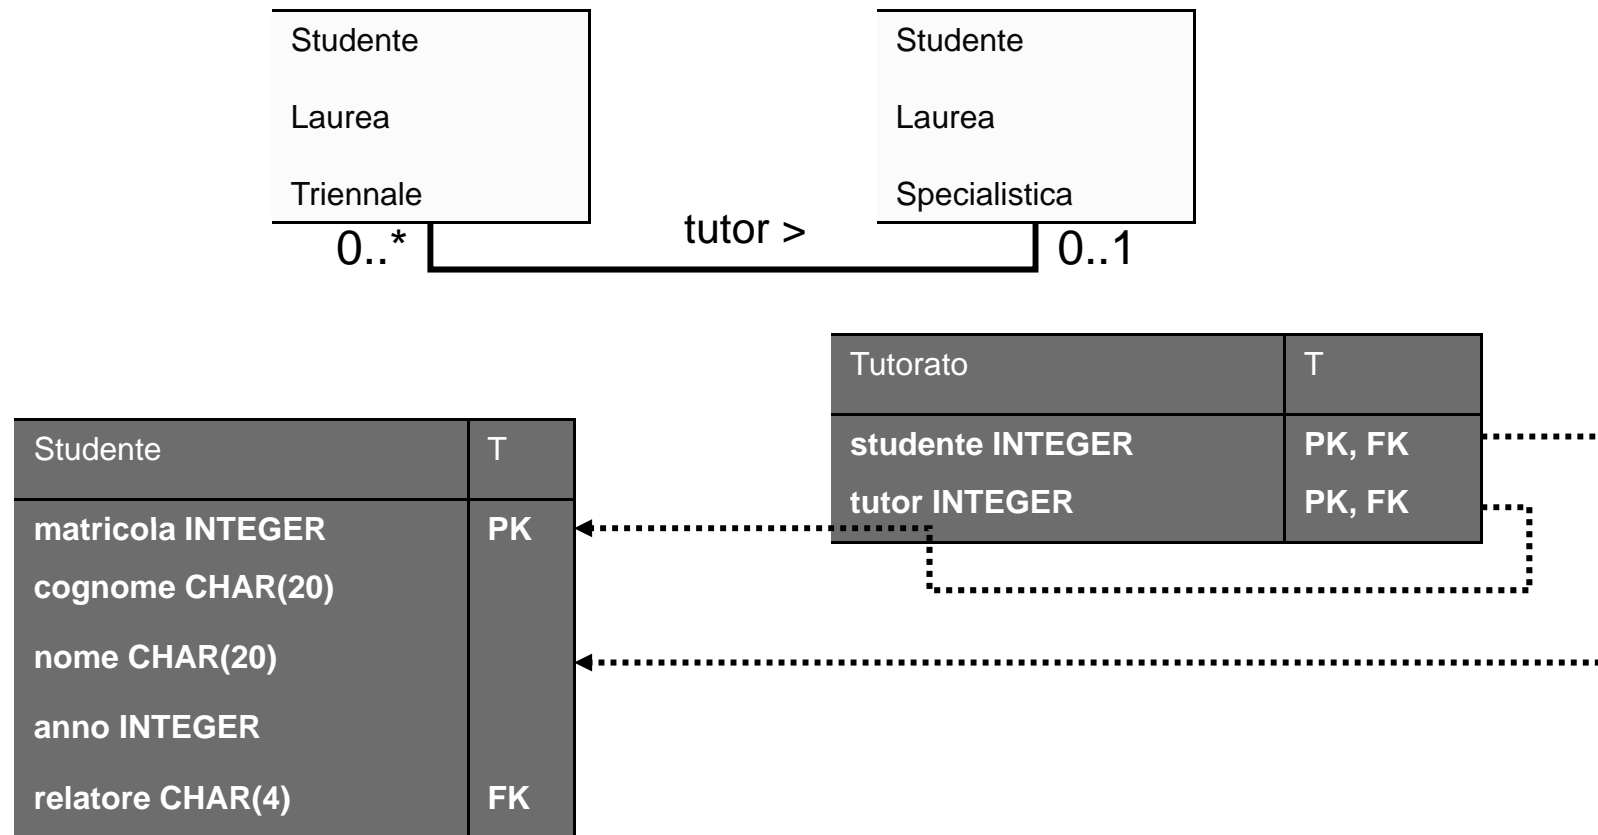 Studente
Laurea
Triennale
Studente
Laurea
Specialistica
0..*
tutor >
0..1
Tutorato T
studente INTEGER PK, FK
tutor INTEGER PK, FK
Studente T
matricola INTEGER PK
cognome CHAR(20)
nome CHAR(20)
anno INTEGER
relatore CHAR(4) FK